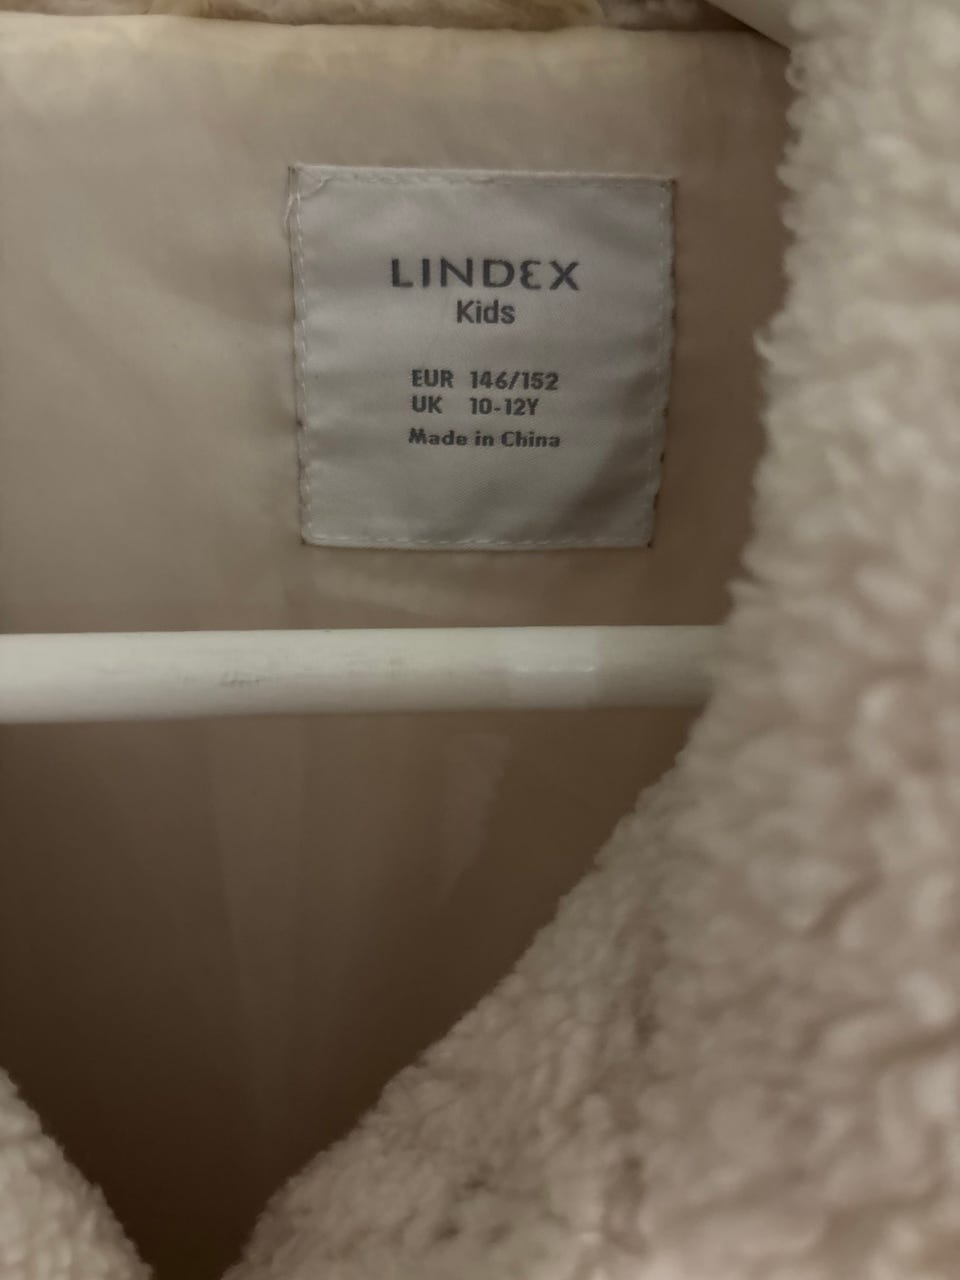 LINDEX
Kids
EUR 146/152
UK 10-12Y
Made in China